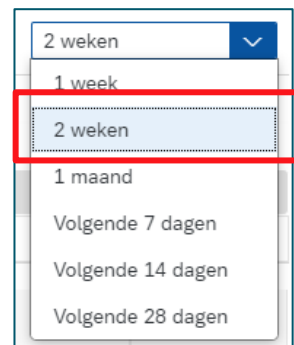 2 weken
1 week
2 weken
1 maand
Volgende 7 dagen
Volgende 14 dagen
Volgende 28 dagen